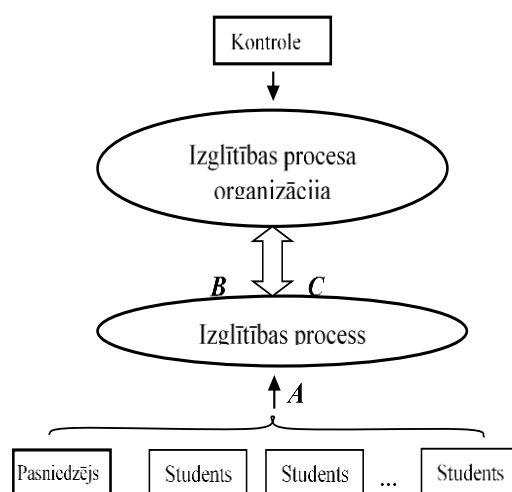 Kontrole
Izglītības procesa
organizācija
B C
Izglītības process
A
Pasniedzējs Students Students ... Students